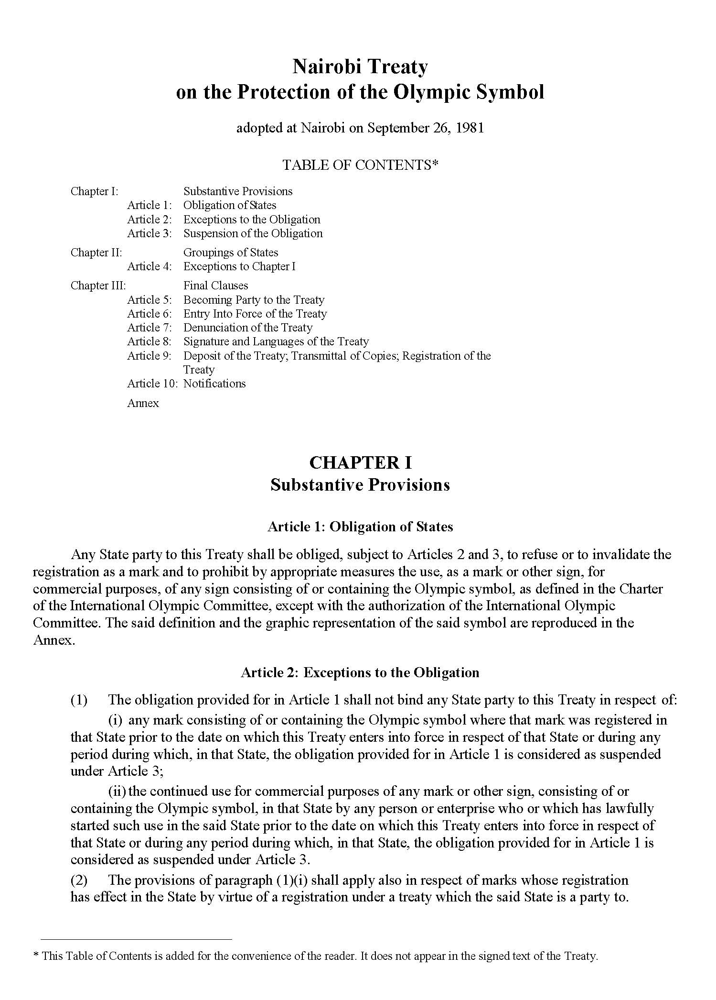 Nairobi Treaty
on the Protection of the Olympic Symbol
adopted at Nairobi on September 26, 1981
TABLE OF CONTENTS*
Chapter I: Substantive Provisions
Article 1: Obligation of States
Article 2: Exceptions to the Obligation
Article 3: Suspension of the Obligation
Chapter II: Groupings of States
Article 4: Exceptions to Chapter I
Chapter III: Final Clauses
Article 5: Becoming Party to the Treaty
Article 6: Entry Into Force of the Treaty
Article 7: Denunciation of the Treaty
Article 8: Signature and Languages of the Treaty
Article 9: Deposit of the Treaty; Transmittal of Copies; Registration of the
Treaty
Article 10: Notifications
Annex
CHAPTER I
Substantive Provisions
Article 1: Obligation of States
Any State party to this Treaty shall be obliged, subject to Articles 2 and 3, to refuse or to invalidate the
registration as a mark and to prohibit by appropriate measures the use, as a mark or other sign, for
commercial purposes, of any sign consisting of or containing the Olympic symbol, as defined in the Charter
of the International Olympic Committee, except with the authorization of the International Olympic
Committee. The said definition and the graphic representation of the said symbol are reproduced in the
Annex.
Article 2: Exceptions to the Obligation
(1) The obligation provided for in Article 1 shall not bind any State party to this Treaty in respect of:
(i) any mark consisting of or containing the Olympic symbol where that mark was registered in
that State prior to the date on which this Treaty enters into force in respect of that State or during any
period during which, in that State, the obligation provided for in Article 1 is considered as suspended
under Article 3;
(ii) the continued use for commercial purposes of any mark or other sign, consisting of or
containing the Olympic symbol, in that State by any person or enterprise who or which has lawfully
started such use in the said State prior to the date on which this Treaty enters into force in respect of
that State or during any period during which, in that State, the obligation provided for in Article 1 is
considered as suspended under Article 3.
(2) The provisions of paragraph (1)(i) shall apply also in respect of marks whose registration
has effect in the State by virtue of a registration under a treaty which the said State is a party to.
* This Table of Contents is added for the convenience of the reader. It does not appear in the signed text of the Treaty.